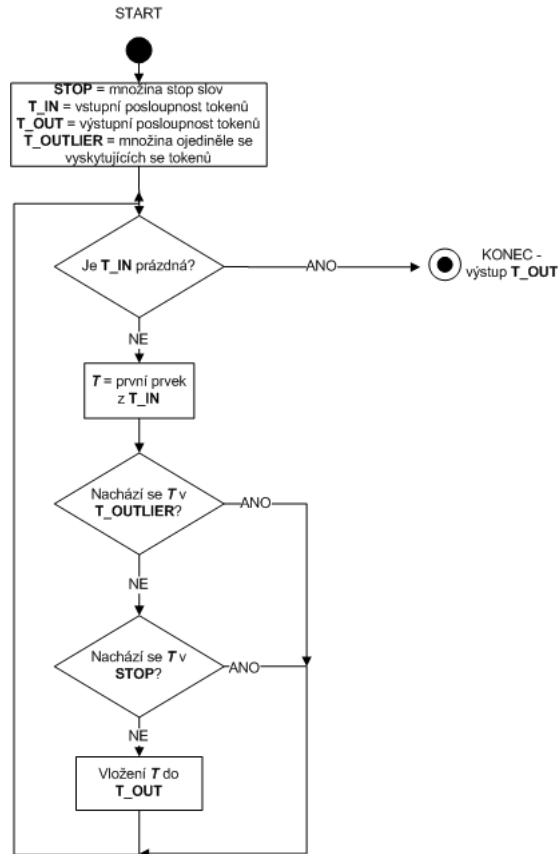 START
STOP = množina stop slov
T_IN = vstupní posloupnost tokenů
T_OUT = výstupní posloupnost tokenů
T_OUTLIER = množina ojediněle se
vyskytujících se tokenů
Je T_IN prázdná?
ANO
KONEC -
výstup T_OUT
NE
T = první prvek
z T_IN
Nachází se T v
T_OUTLIER?
ANO
NE
Nachází se T v
STOP?
ANO
NE
Vložení T do
T_OUT